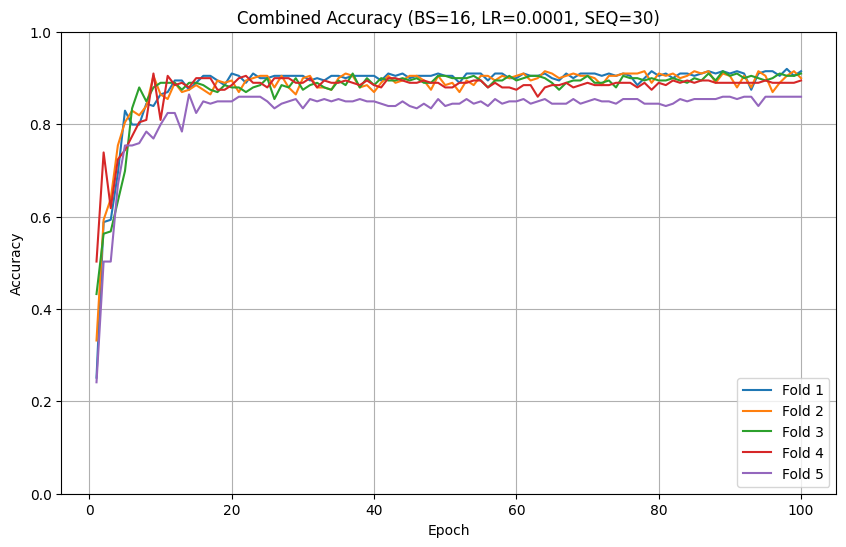 Combined Accuracy (BS=16, LR=0.0001, SEQ=30)
1.0
0.8
0.6
0.4
0.2
0.0
Accuracy
0 20 40 60 80 100
Epoch
Fold 1
Fold 2
Fold 3
Fold 4
Fold 5